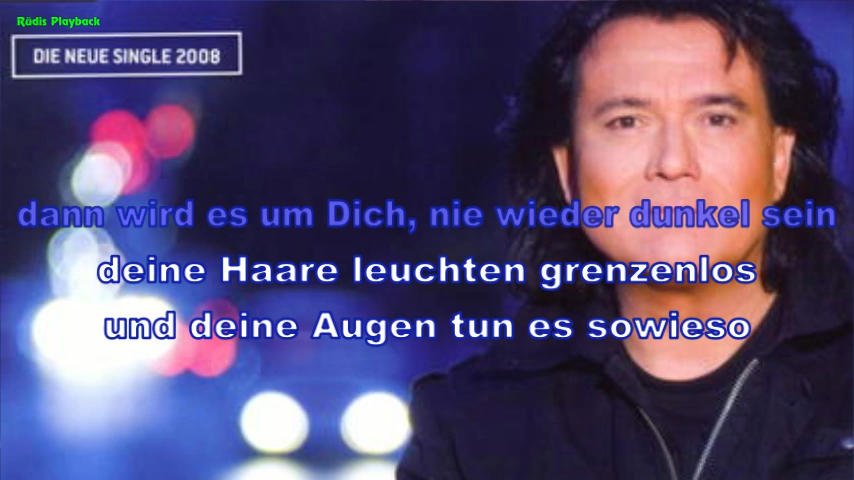 Rüdis Playback
DIE NEUE SINGLE 2008
dann wird es um Dich, nie wieder dunkel sein
deine Haare leuchten grenzenlos
und deine Augen tun es sowieso